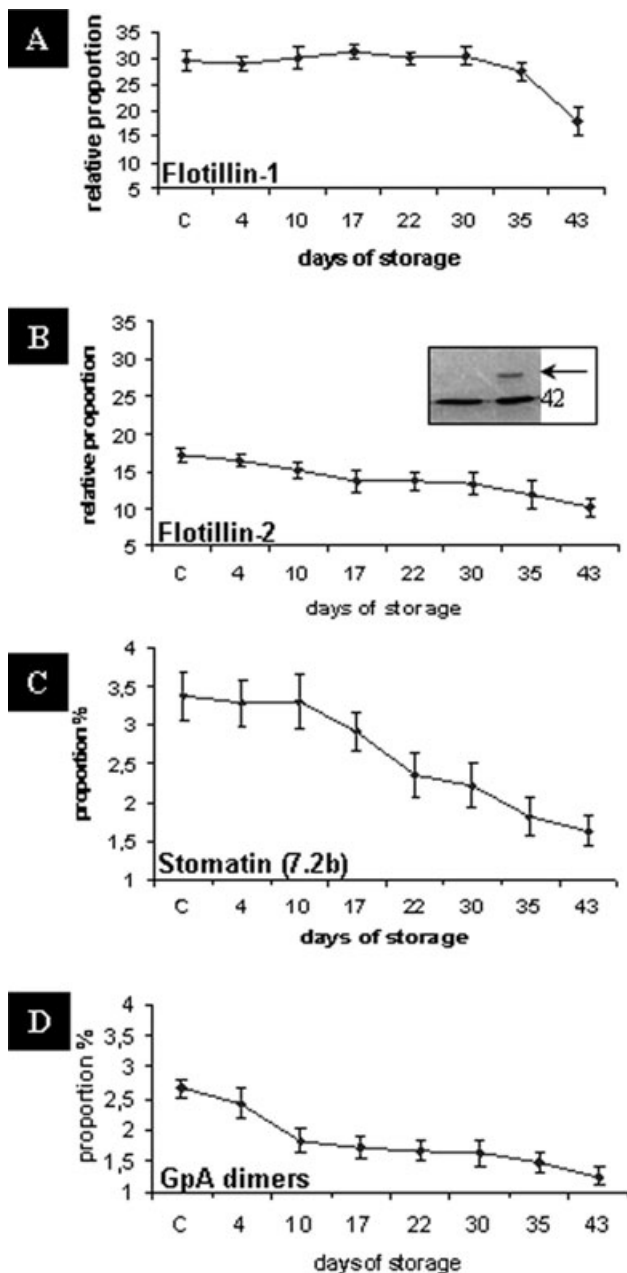 A
relative proportion
35
30
25
20
15
10
5
Flotillin-1
C 4 10 17 22 30 35 43
days of storage
B
relative proportion
35
30
25
20
15
10
5
42
Flotillin-2
C 4 10 17 22 30 35 43
days of storage
C
proportion %
4
3,5
3
2,5
2
1,5
1
Stomatin (7.2b)
C 4 10 17 22 30 35 43
days of storage
D
proportion %
4
3,5
3
2,5
2
1,5
1
GpA dimers
C 4 10 17 22 30 35 43
days of storage